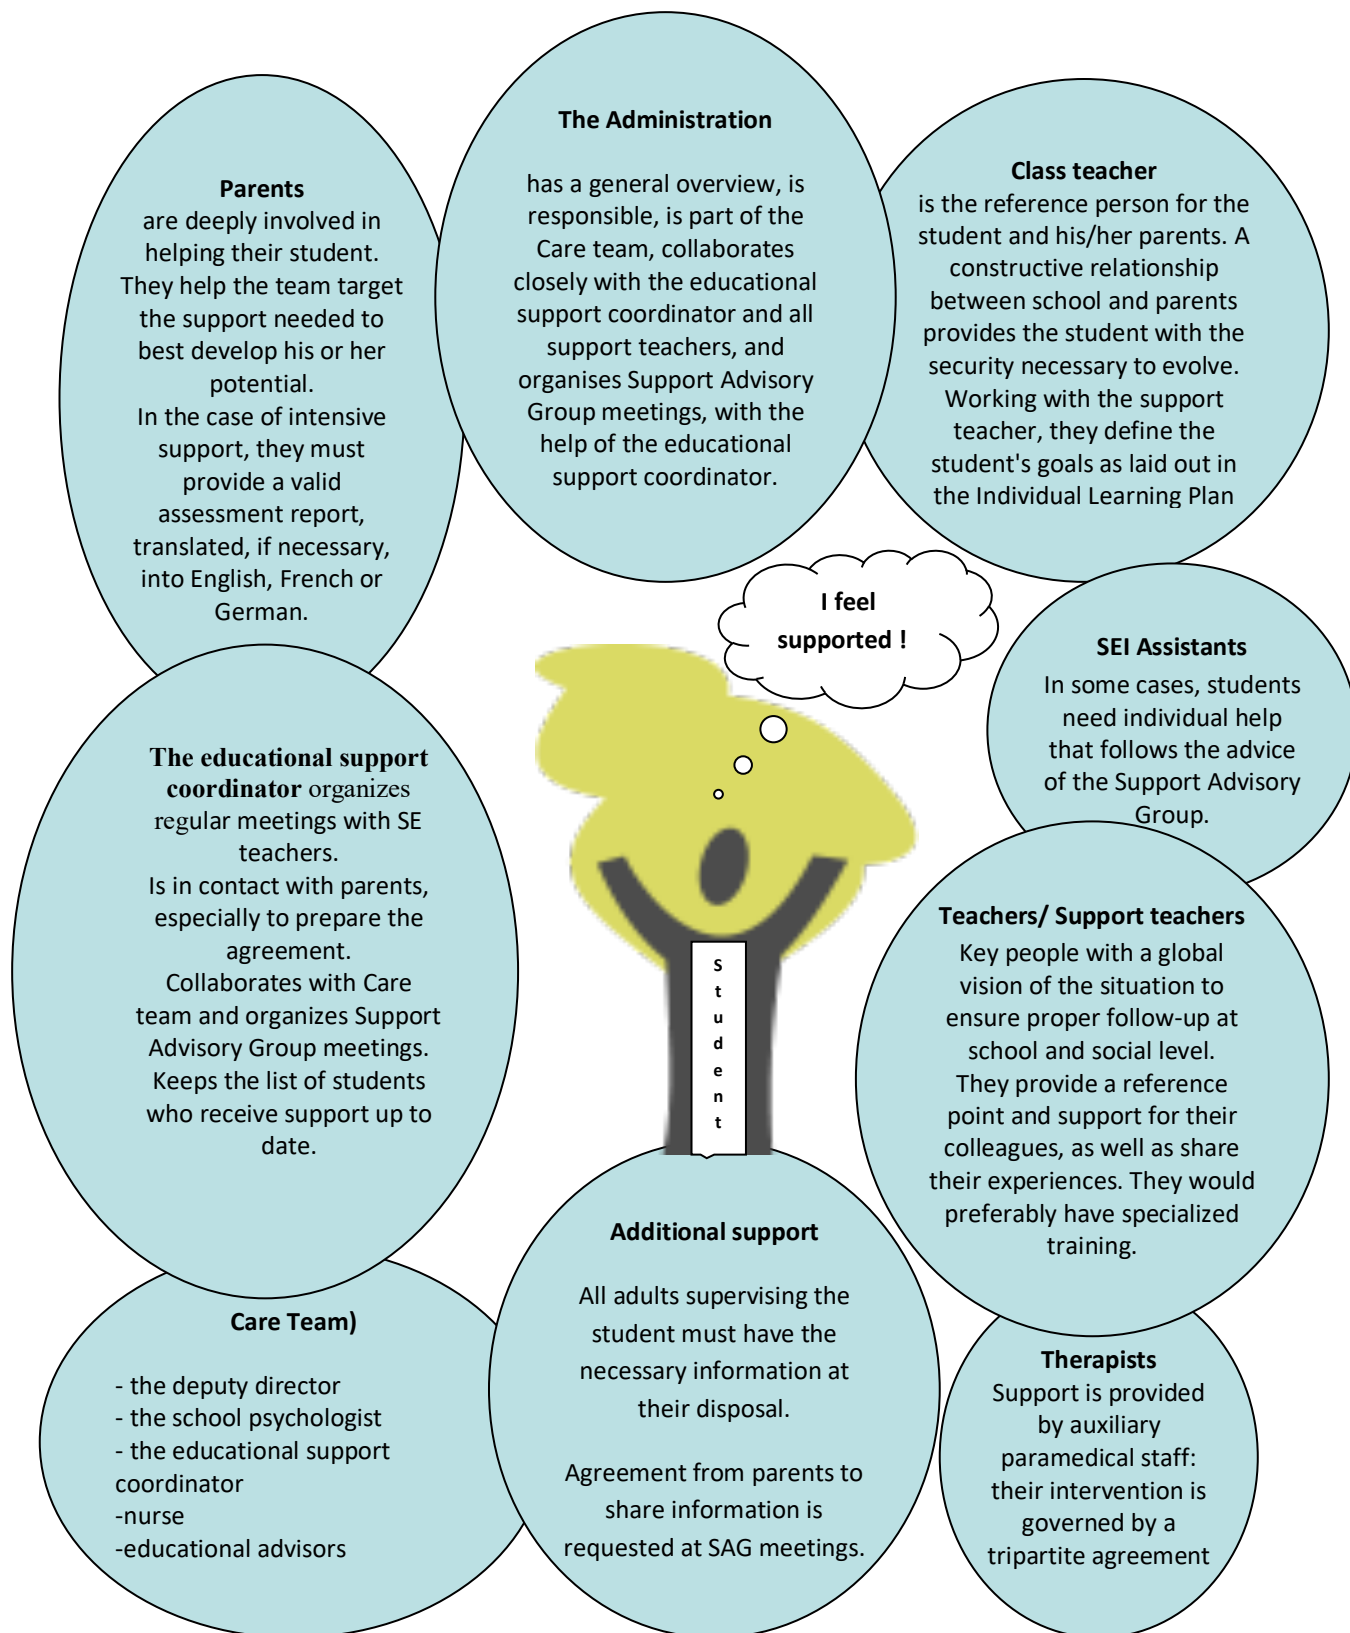 The Administration
has a general overview, is
responsible, is part of the
Care team, collaborates
closely with the educational
support coordinator and all
support teachers, and
organises Support Advisory
Group meetings, with the
help of the educational
support coordinator.
Parents
are deeply involved in
helping their student.
They help the team target
the support needed to
best develop his or her
potential.
In the case of intensive
support, they must
provide a valid
assessment report,
translated, if necessary,
into English, French or
German.
Class teacher
is the reference person for the
student and his/her parents. A
constructive relationship
between school and parents
provides the student with the
security necessary to evolve.
Working with the support
teacher, they define the
student's goals as laid out in
the Individual Learning Plan
I feel
supported !
SEI Assistants
In some cases, students
need individual help
that follows the advice
of the Support Advisory
Group.
The educational support
coordinator organizes
regular meetings with SE
teachers.
Is in contact with parents,
especially to prepare the
agreement.
Collaborates with Care
team and organizes Support
Advisory Group meetings.
Keeps the list of students
who receive support up to
date.
S
t
u
d
e
n
t
Teachers/ Support teachers
Key people with a global
vision of the situation to
ensure proper follow-up at
school and social level.
They provide a reference
point and support for their
colleagues, as well as share
their experiences. They would
preferably have specialized
training.
Additional support
All adults supervising the
student must have the
necessary information at
their disposal.
Agreement from parents to
share information is
requested at SAG meetings.
Care Team)
- the deputy director
- the school psychologist
- the educational support
coordinator
-nurse
-educational advisors
Therapists
Support is provided
by auxiliary
paramedical staff:
their intervention is
governed by a
tripartite agreement